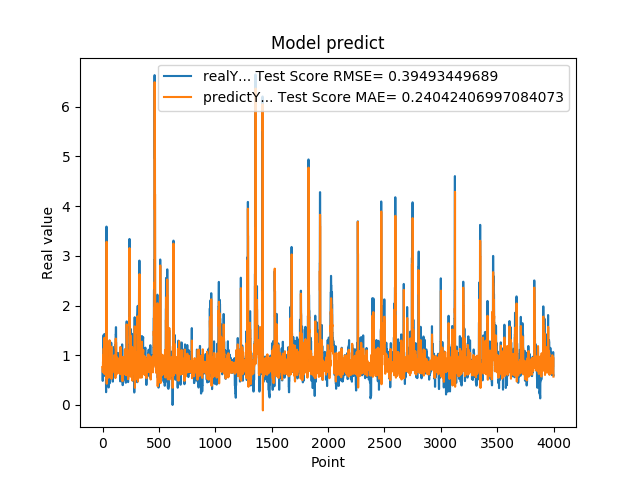 Model predict
realY... Test Score RMSE= 0.39493449689
predictY... Test Score MAE= 0.24042406997084073
Real value
6
5
4
3
2
1
0
0 500 1000 1500 2000 2500 3000 3500 4000
Point